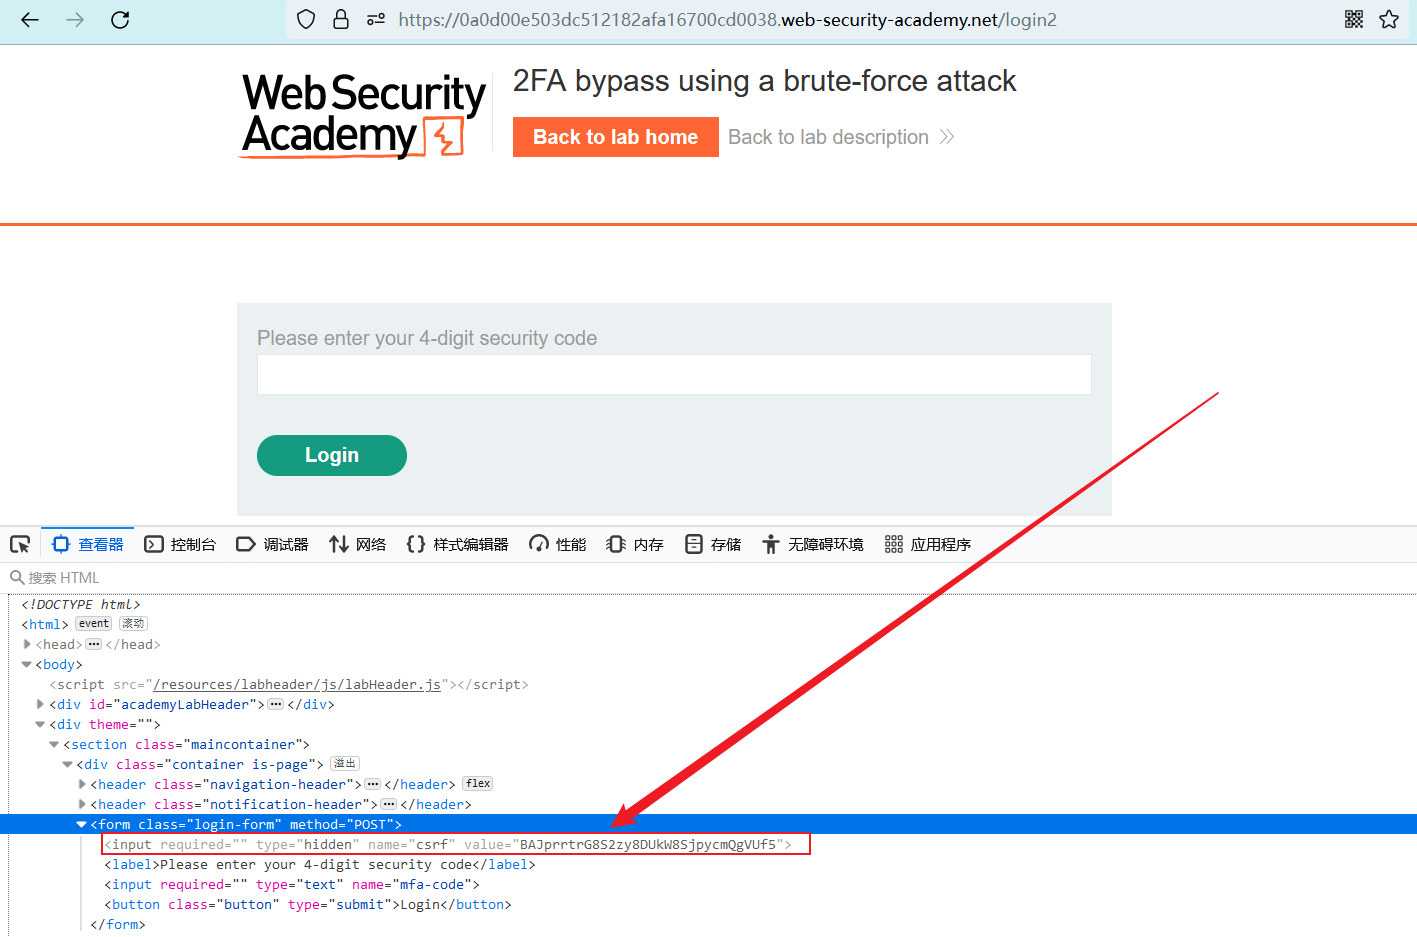 https://0a0d00e503dc512182afa16700cd0038.web-security-academy.net/login2
Web Security
Academy
2FA bypass using a brute-force attack
Back to lab home
Back to lab description
Please enter your 4-digit security code
Login
查看器 控制台 调试器 网络 样式编辑器 性能 内存 存储 无障碍环境 应用程序
搜索 HTML
<!DOCTYPE html>
<html> event 滚动
<head> ••• </head>
<body>
<script src="/resources/labheader/js/labHeader.js"></script>
<div id="academyLabHeader"> ••• </div>
<div theme="">
<section class="maincontainer">
<div class="container is-page"> 溢出
<header class="navigation-header"> ••• </header> flex
<header class="notification-header"> ••• </header>
<form class="login-form" method="POST">
<input required="" type="hidden" name="csrf" value="BAJprrtrG8S2zy8DUkW8SjpycmQgVUf5">
<label>Please enter your 4-digit security code</label>
<input required="" type="text" name="mfa-code">
<button class="button" type="submit">Login</button>
</form>